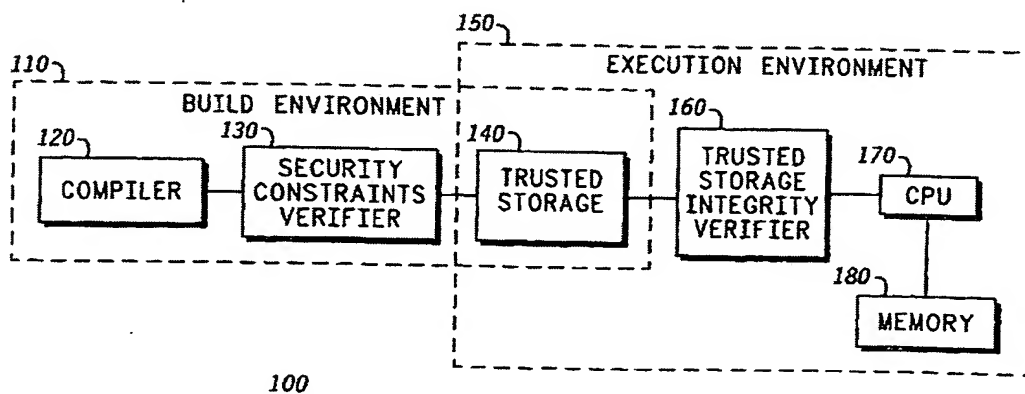 150
110
EXECUTION ENVIRONMENT
BUILD ENVIRONMENT
160
120
130
140
170
COMPILER
SECURITY
CONSTRAINTS
VERIFIER
TRUSTED
STORAGE
TRUSTED
STORAGE
INTEGRITY
VERIFIER
CPU
180
MEMORY
100